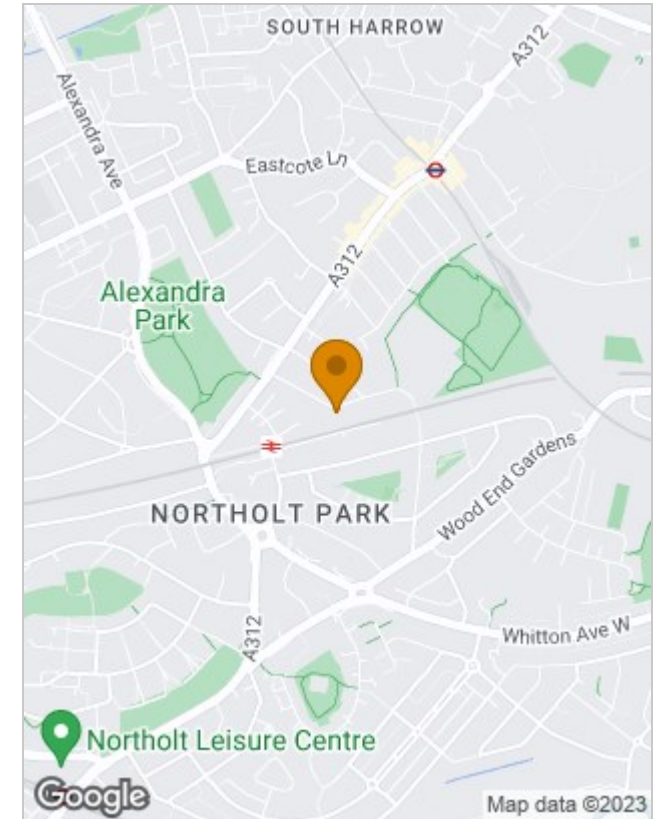 SOUTH HARROW
A312
Alexandra Ave
Eastcote Ln
A312
Alexandra
Park
Wood End Gardens
NORTHOLT PARK
A312
Whitton Ave W
Northolt Leisure Centre
Google
Map data ©2023